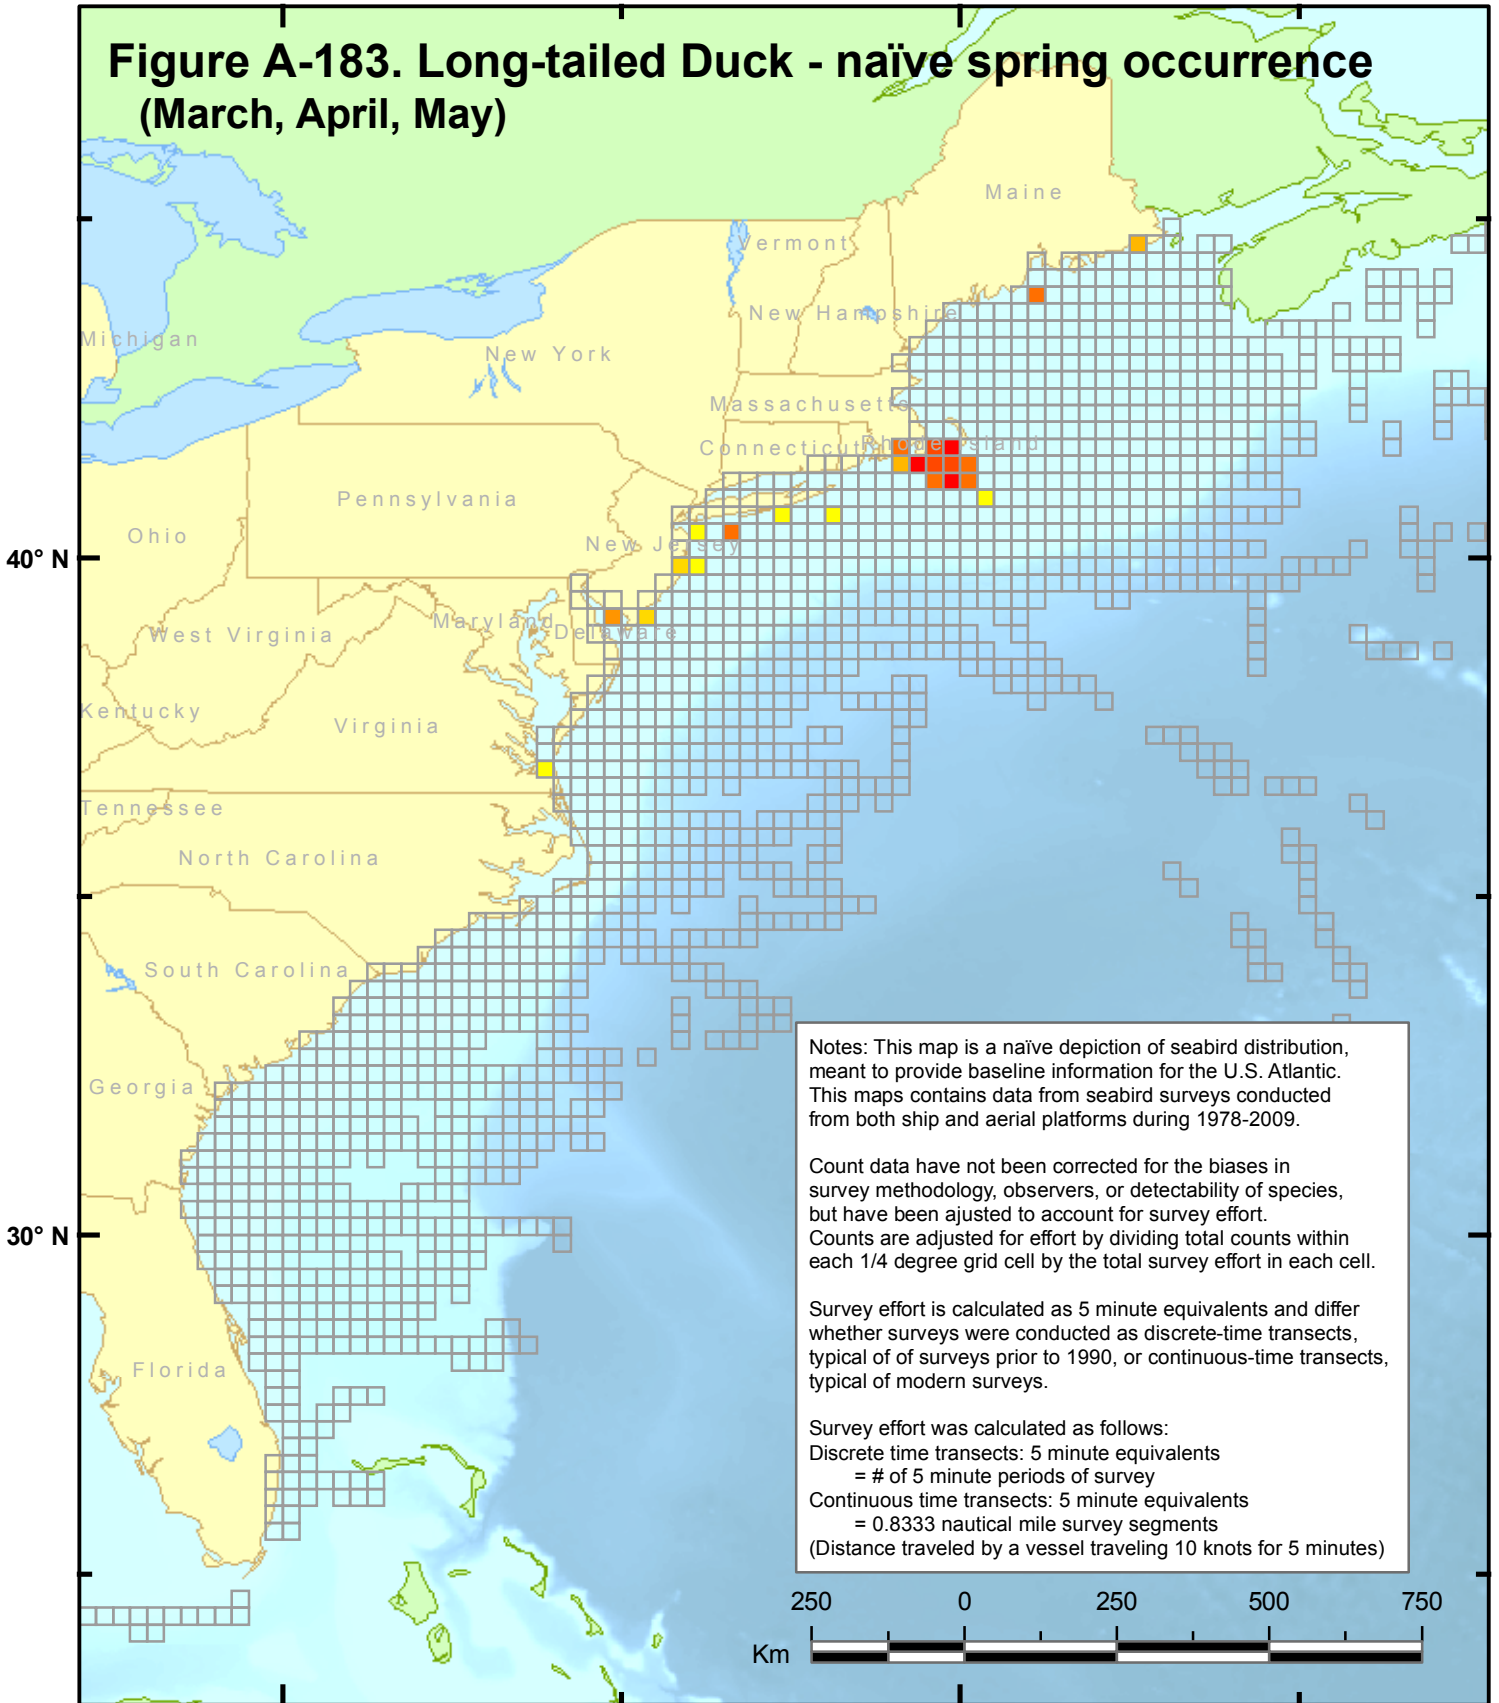 Figure A-183. Long-tailed Duck - naïve spring occurrence
(March, April, May)
Maine
Vermont
New Hampshire
Michigan
New York
Massachusetts
Connecticut
Rhode Island
Pennsylvania
Ohio
New Jersey
40° N
Maryland
Delaware
West Virginia
Kentucky
Virginia
Tennessee
North Carolina
South Carolina
Georgia
30° N
Florida
Notes: This map is a naïve depiction of seabird distribution,
meant to provide baseline information for the U.S. Atlantic.
This maps contains data from seabird surveys conducted
from both ship and aerial platforms during 1978-2009.
Count data have not been corrected for the biases in
survey methodology, observers, or detectability of species,
but have been ajusted to account for survey effort.
Counts are adjusted for effort by dividing total counts within
each 1/4 degree grid cell by the total survey effort in each cell.
Survey effort is calculated as 5 minute equivalents and differ
whether surveys were conducted as discrete-time transects,
typical of of surveys prior to 1990, or continuous-time transects,
typical of modern surveys.
Survey effort was calculated as follows:
Discrete time transects: 5 minute equivalents
= # of 5 minute periods of survey
Continuous time transects: 5 minute equivalents
= 0.8333 nautical mile survey segments
(Distance traveled by a vessel traveling 10 knots for 5 minutes)
250 0 250 500 750
Km